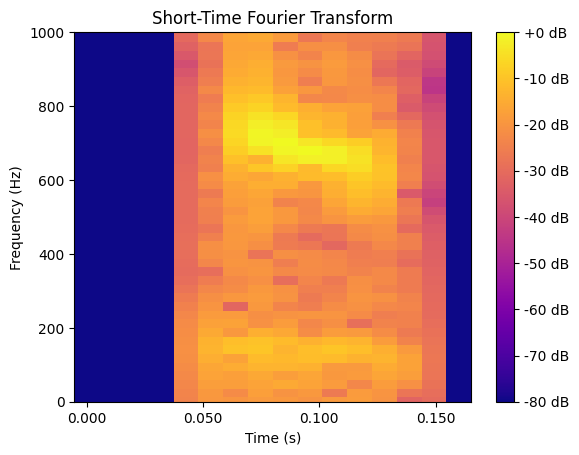 Short-Time Fourier Transform
1000
800
600
400
200
0
Frequency (Hz)
0.000
0.050
0.100
0.150
Time (s)
+0 dB
-10 dB
-20 dB
-30 dB
-40 dB
-50 dB
-60 dB
-70 dB
-80 dB